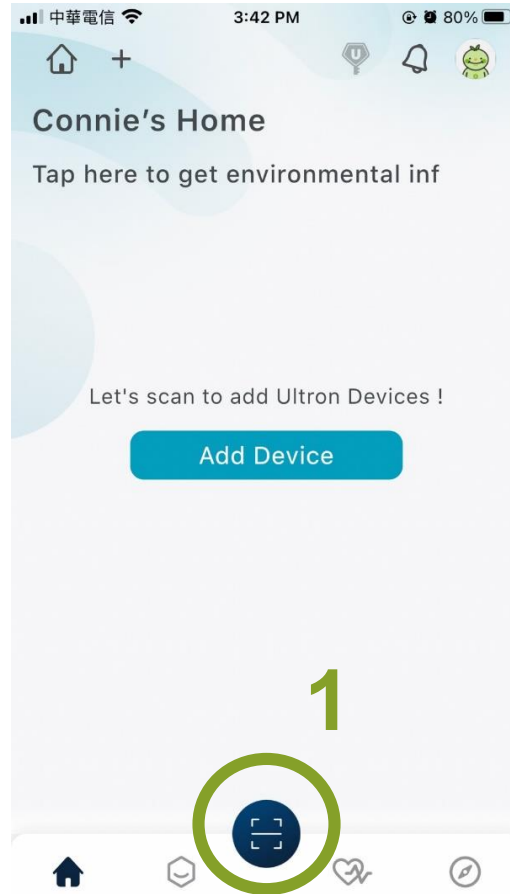 中華電信 3:42 PM 80%
Connie's Home
Tap here to get environmental inf
Let's scan to add Ultron Devices !
Add Device
1